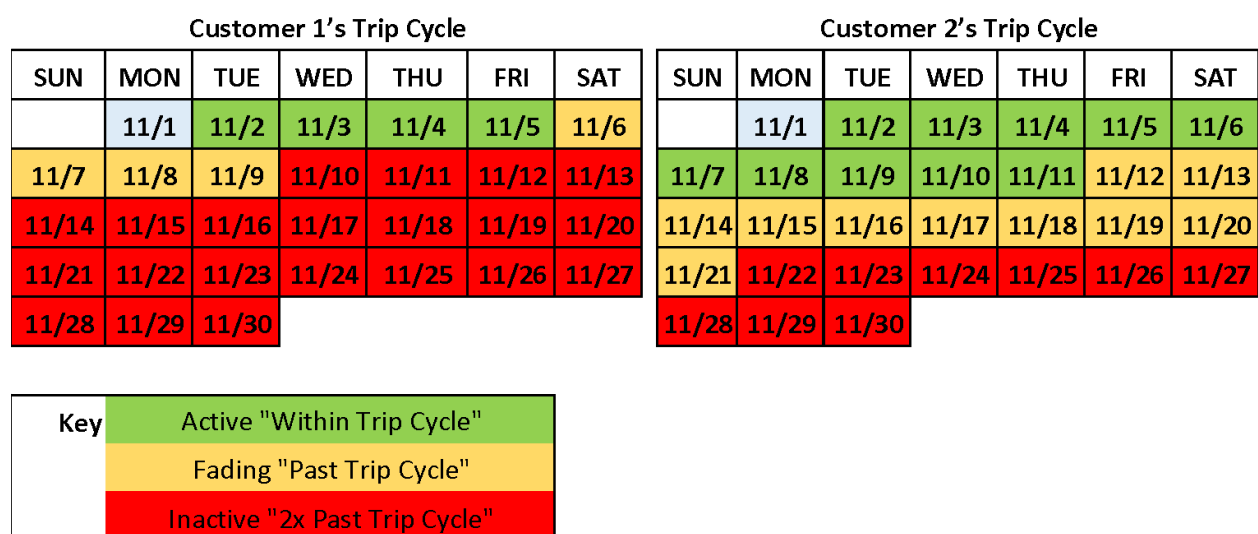 Customer 1’s Trip Cycle Customer 2’s Trip Cycle
SUN MON TUE WED THU FRI SAT SUN MON TUE WED THU FRI SAT
11/1 11/2 11/3 11/4 11/5 11/6 11/1 11/2 11/3 11/4 11/5 11/6
11/7 11/8 11/9 11/10 11/11 11/12 11/13 11/7 11/8 11/9 11/10 11/11 11/12 11/13
11/14 11/15 11/16 11/17 11/18 11/19 11/20 11/14 11/15 11/16 11/17 11/18 11/19 11/20
11/21 11/22 11/23 11/24 11/25 11/26 11/27 11/21 11/22 11/23 11/24 11/25 11/26 11/27
11/28 11/29 11/30 11/28 11/29 11/30
Key Active "Within Trip Cycle"
Fading "Past Trip Cycle"
Inactive "2x Past Trip Cycle"